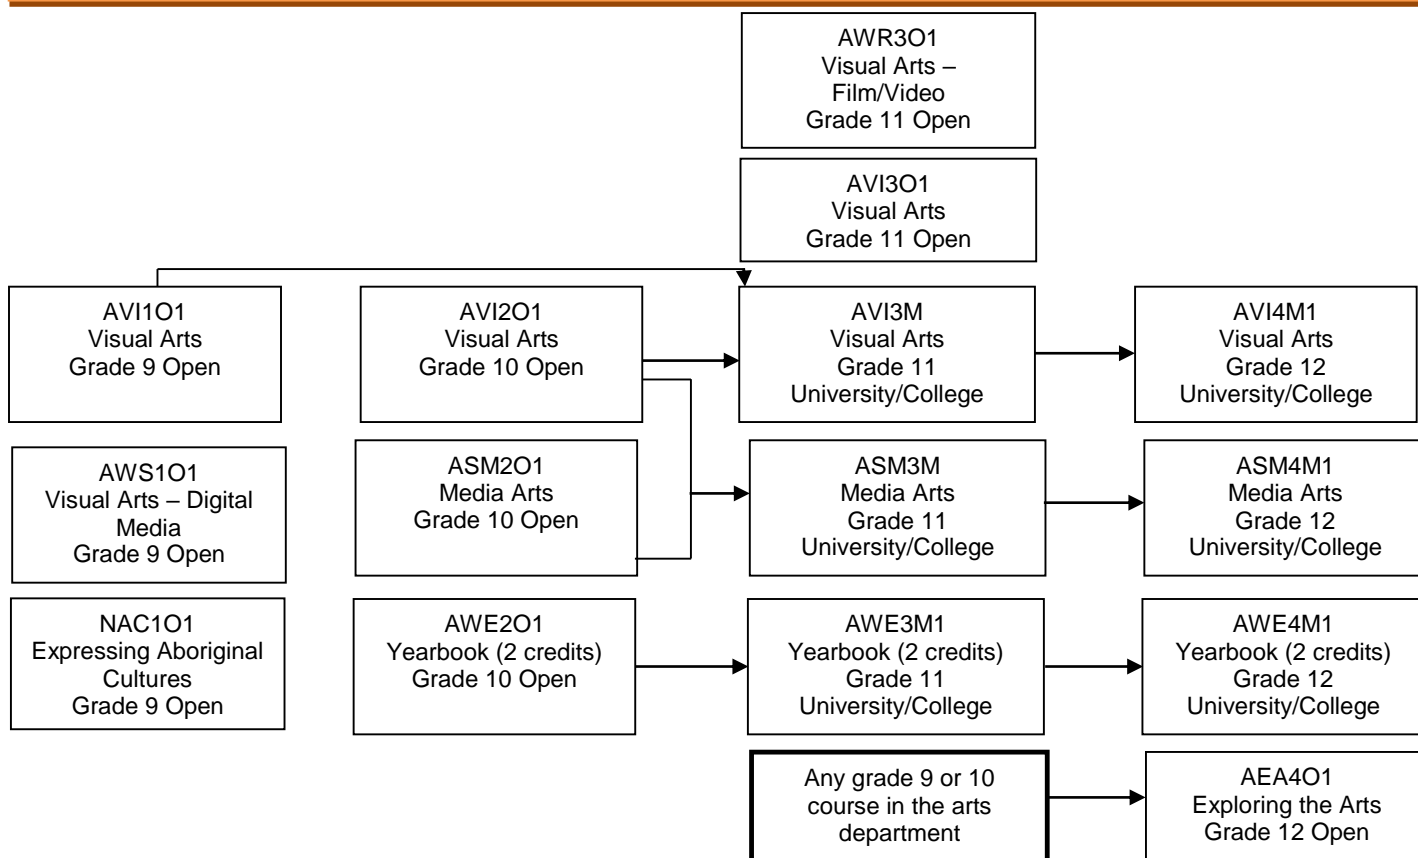 AWR3O1
Visual Arts –
Film/Video
Grade 11 Open
AVI3O1
Visual Arts
Grade 11 Open
AVI1O1
Visual Arts
Grade 9 Open
AVI2O1
Visual Arts
Grade 10 Open
AVI3M
Visual Arts
Grade 11
University/College
AVI4M1
Visual Arts
Grade 12
University/College
AWS1O1
Visual Arts – Digital
Media
Grade 9 Open
ASM2O1
Media Arts
Grade 10 Open
ASM3M
Media Arts
Grade 11
University/College
ASM4M1
Media Arts
Grade 12
University/College
NAC1O1
Expressing Aboriginal
Cultures
Grade 9 Open
AWE2O1
Yearbook (2 credits)
Grade 10 Open
AWE3M1
Yearbook (2 credits)
Grade 11
University/College
AWE4M1
Yearbook (2 credits)
Grade 12
University/College
Any grade 9 or 10
course in the arts
department
AEA4O1
Exploring the Arts
Grade 12 Open